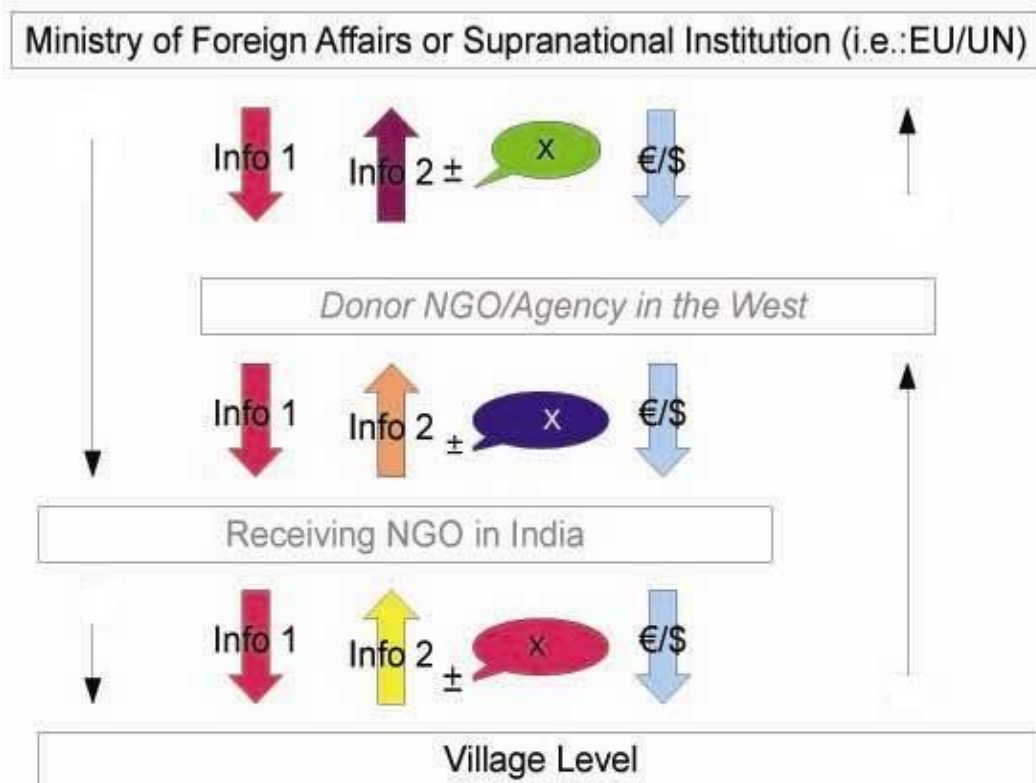 Ministry of Foreign Affairs or Supranational Institution (i.e.:EU/UN)
Info 1 Info 2 ± X €/$
Donor NGO/Agency in the West
Info 1 Info 2 ± X €/$
Receiving NGO in India
Info 1 Info 2 ± X €/$
Village Level